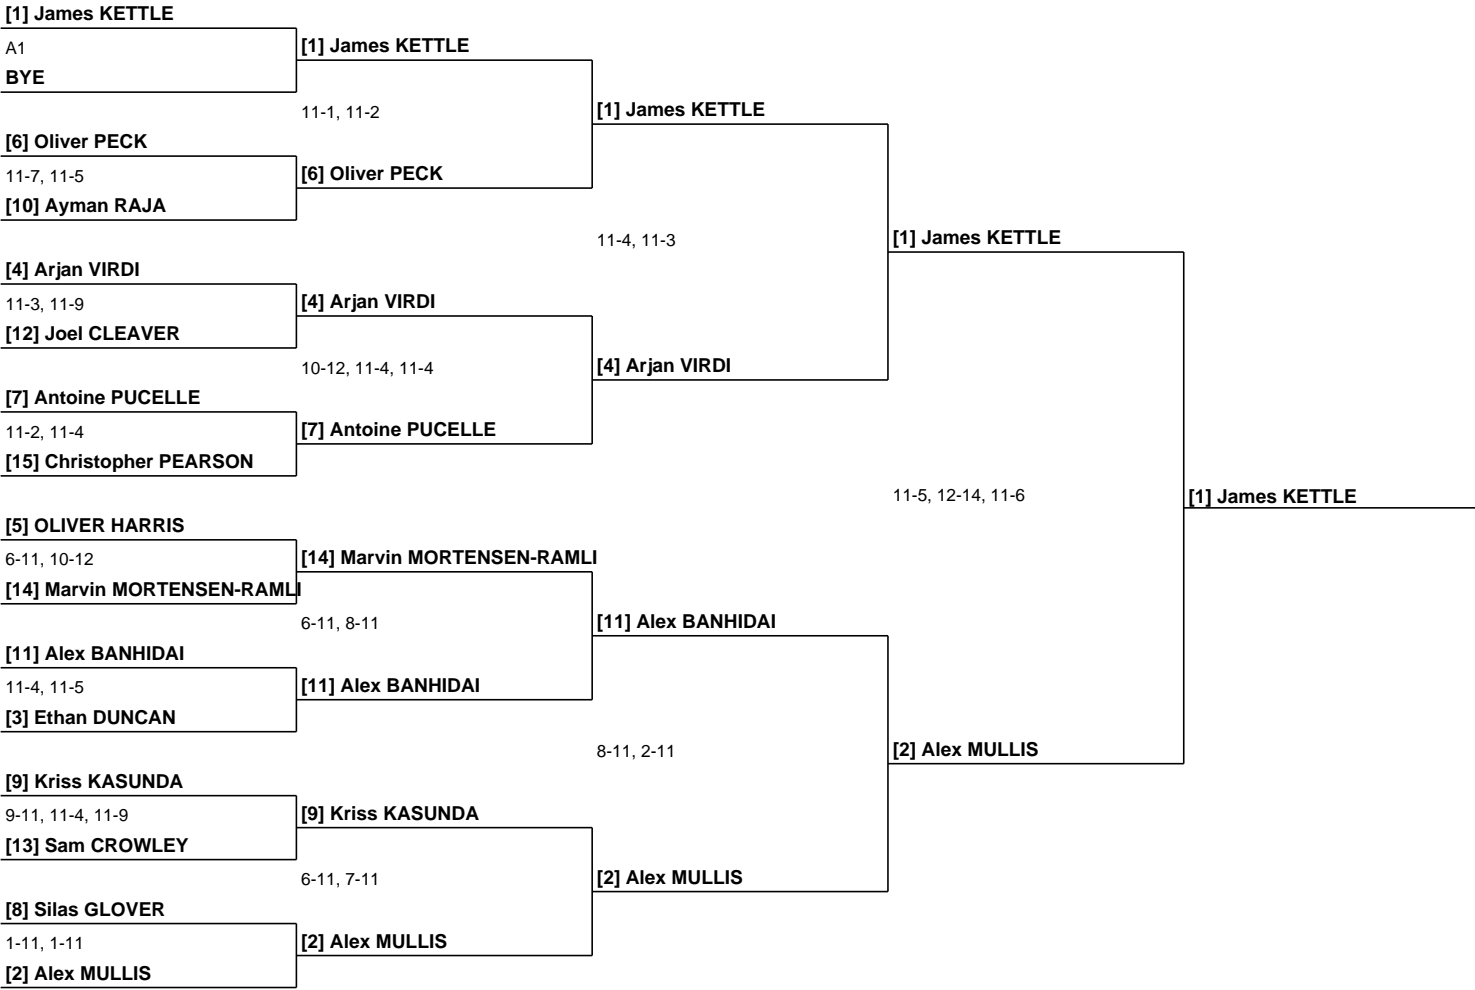 [1] James KETTLE
A1
BYE
[6] Oliver PECK
11-7, 11-5
[10] Ayman RAJA
[4] Arjan VIRDI
11-3, 11-9
[12] Joel CLEAVER
[7] Antoine PUCELLE
11-2, 11-4
[15] Christopher PEARSON
[5] OLIVER HARRIS
6-11, 10-12
[14] Marvin MORTENSEN-RAMLI
[11] Alex BANHIDAI
11-4, 11-5
[3] Ethan DUNCAN
[9] Kriss KASUNDA
9-11, 11-4, 11-9
[13] Sam CROWLEY
[8] Silas GLOVER
1-11, 1-11
[2] Alex MULLIS
[1] James KETTLE
11-1, 11-2
[6] Oliver PECK
[4] Arjan VIRDI
10-12, 11-4, 11-4
[7] Antoine PUCELLE
[14] Marvin MORTENSEN-RAMLI
6-11, 8-11
[11] Alex BANHIDAI
[9] Kriss KASUNDA
6-11, 7-11
[2] Alex MULLIS
[1] James KETTLE
11-4, 11-3
[4] Arjan VIRDI
[11] Alex BANHIDAI
8-11, 2-11
[2] Alex MULLIS
[1] James KETTLE
11-5, 12-14, 11-6
[2] Alex MULLIS
[1] James KETTLE